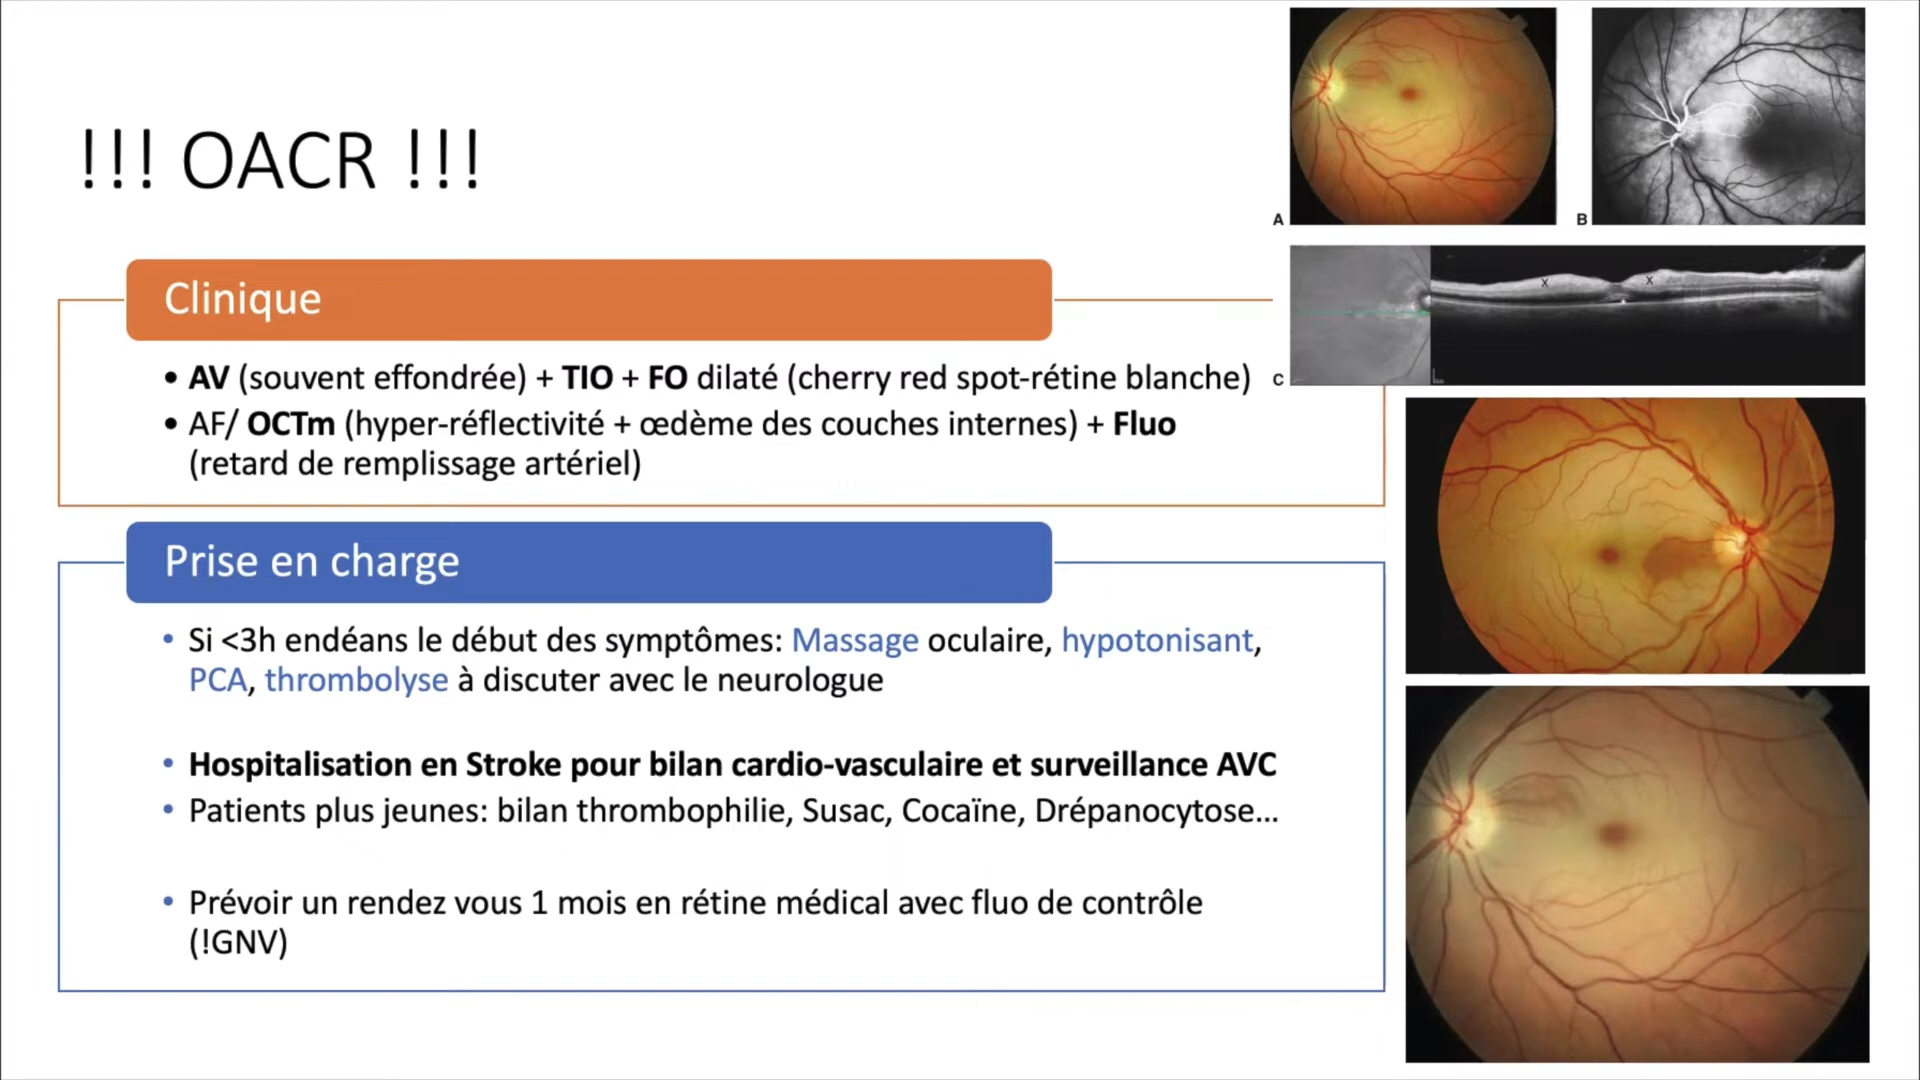 !!! OACR !!!
Clinique
• AV (souvent effondrée) + TIO + FO dilaté (cherry red spot-rétine blanche)
• AF/ OCTm (hyper-réflectivité + œdème des couches internes) + Fluo
(retard de remplissage artériel)
Prise en charge
• Si <3h endéans le début des symptômes: Massage oculaire, hypotonisant,
PCA, thrombolyse à discuter avec le neurologue
• Hospitalisation en Stroke pour bilan cardio-vasculaire et surveillance AVC
• Patients plus jeunes: bilan thrombophilie, Susac, Cocaïne, Drépanocytose...
• Prévoir un rendez vous 1 mois en rétine médical avec fluo de contrôle
(!GNV)
A
B
C
X X